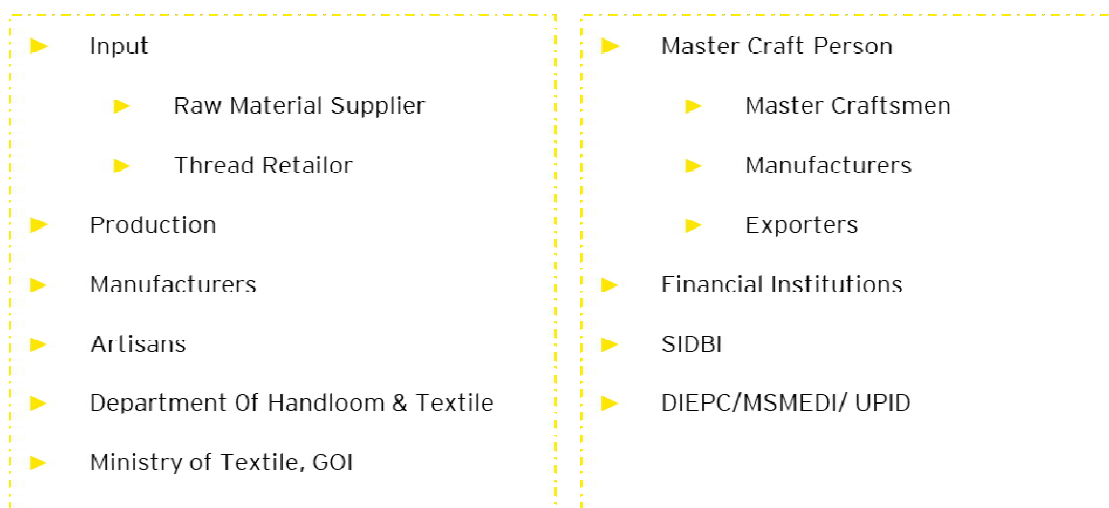 Input
Raw Material Supplier
Thread Retailor
Production
Manufacturers
Artisans
Department Of Handloom & Textile
Ministry of Textile, GOI
Master Craft Person
Master Craftsmen
Manufacturers
Exporters
Financial Institutions
SIDBI
DIEPC/MSMEDI/ UPID